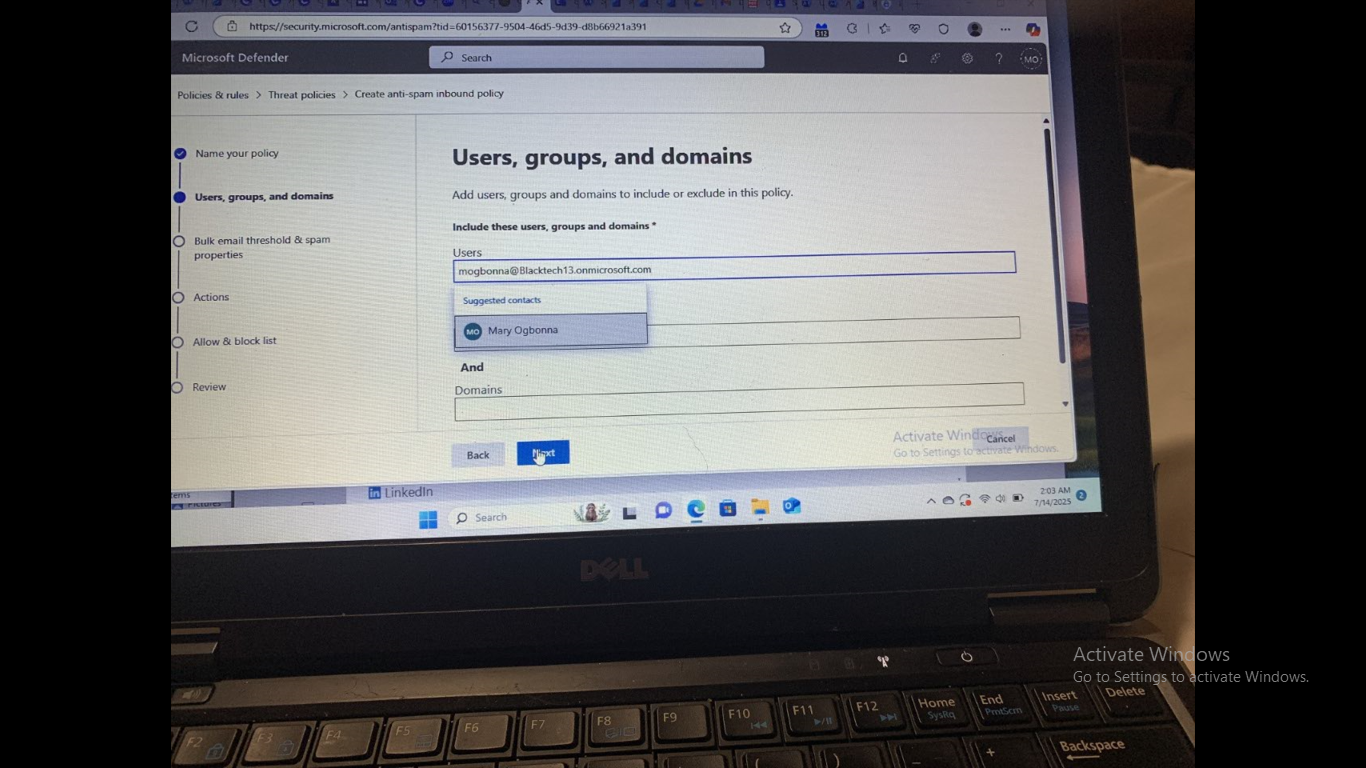 https://security.microsoft.com/antispam?tid=60156377-9504-46d5-9d39-d8b66921a391
Microsoft Defender
Search
MO
Policies & rules > Threat policies > Create anti-spam inbound policy
Name your policy
Users, groups, and domains
Bulk email threshold & spam
properties
Actions
Allow & block list
Review
Users, groups, and domains
Add users, groups and domains to include or exclude in this policy.
Include these users, groups and domains *
Users
mogbonna@Blacktech13.onmicrosoft.com
Suggested contacts
MO Mary Ogbonna
And
Domains
Back
Next
Cancel
Activate Windows
Go to Settings to activate Windows.
LinkedIn
Search
2:03 AM
7/14/2025
2
DELL
Activate Windows
Go to Settings to activate Windows.
F2
F3
F4
F5
F6
F7
F8
F9
F10
F11
F12
Home
SysRq
End
PrntScrn
Insert
Pause
Delete
Backspace